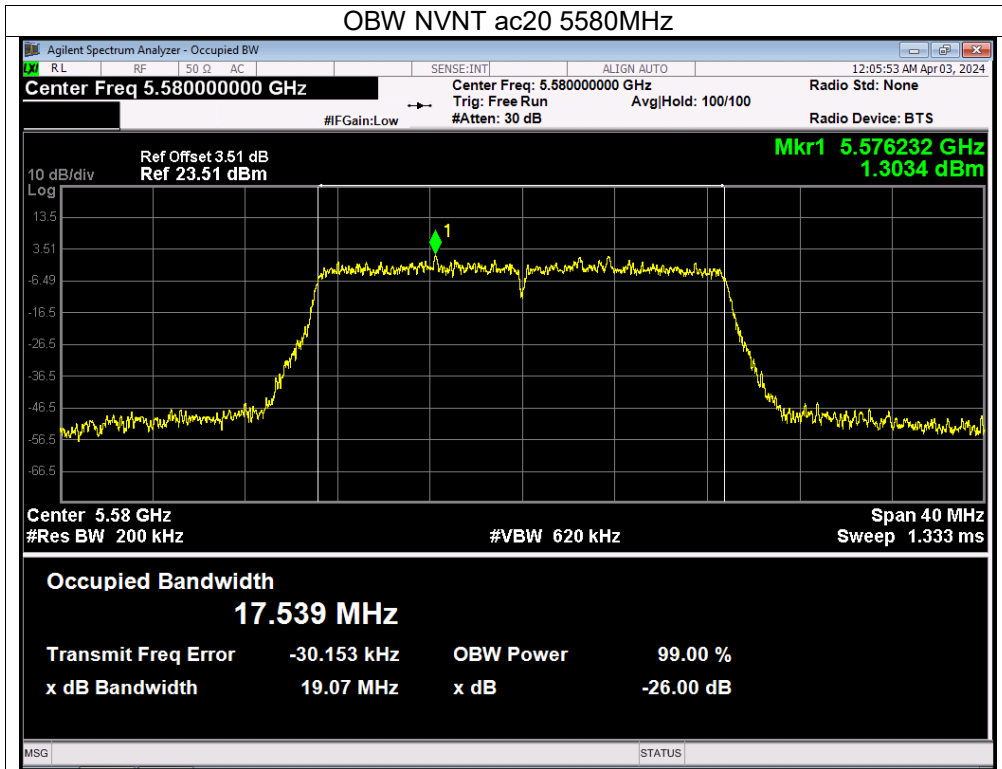 OBW NVNT ac20 5580MHz
Agilent Spectrum Analyzer - Occupied BW
LXI RL RF 50 Ω AC SENSE:INT ALIGN AUTO 12:05:53 AM Apr 03, 2024
Center Freq 5.580000000 GHz Center Freq: 5.580000000 GHz Radio Std: None
Trig: Free Run Avg|Hold: 100/100
#IFGain:Low #Atten: 30 dB Radio Device: BTS
Mkr1 5.576232 GHz
1.3034 dBm
Ref Offset 3.51 dB
10 dB/div Ref 23.51 dBm
Log
13.5
1
3.51
-6.49
-16.5
-26.5
-36.5
-46.5
-56.5
-66.5
Center 5.58 GHz Span 40 MHz
#Res BW 200 kHz #VBW 620 kHz Sweep 1.333 ms
Occupied Bandwidth
17.539 MHz
Transmit Freq Error -30.153 kHz OBW Power 99.00 %
x dB Bandwidth 19.07 MHz x dB -26.00 dB
MSG STATUS